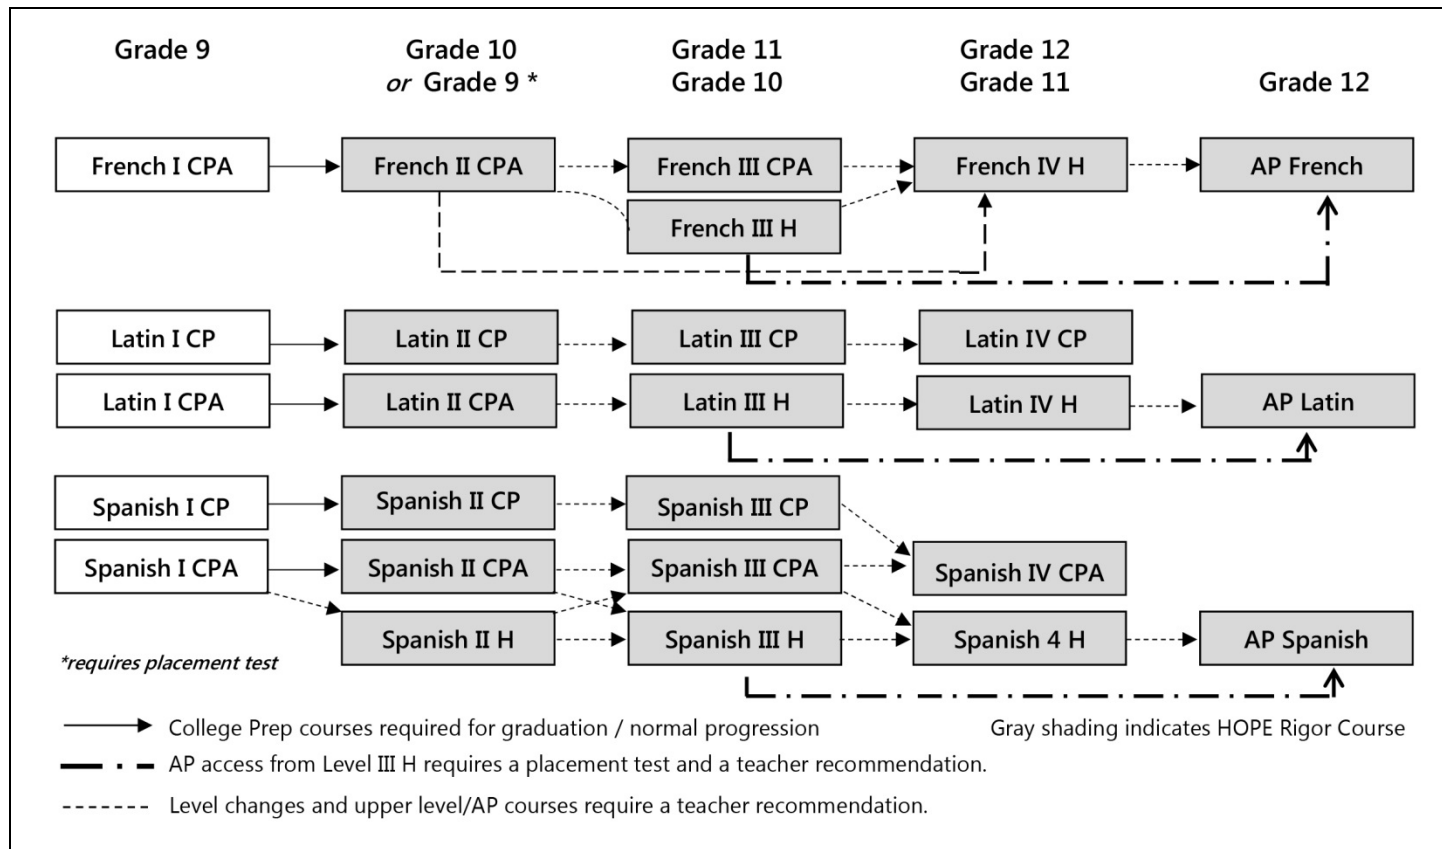 Grade 9
Grade 10
or Grade 9 *
Grade 11
Grade 10
Grade 12
Grade 11
Grade 12
French I CPA
French II CPA
French III CPA
French IV H
AP French
French III H
Latin I CP
Latin II CP
Latin III CP
Latin IV CP
Latin I CPA
Latin II CPA
Latin III H
Latin IV H
AP Latin
Spanish I CP
Spanish II CP
Spanish III CP
Spanish I CPA
Spanish II CPA
Spanish III CPA
Spanish IV CPA
Spanish II H
Spanish III H
Spanish 4 H
AP Spanish
*requires placement test
College Prep courses required for graduation / normal progression
Gray shading indicates HOPE Rigor Course
AP access from Level III H requires a placement test and a teacher recommendation.
Level changes and upper level/AP courses require a teacher recommendation.